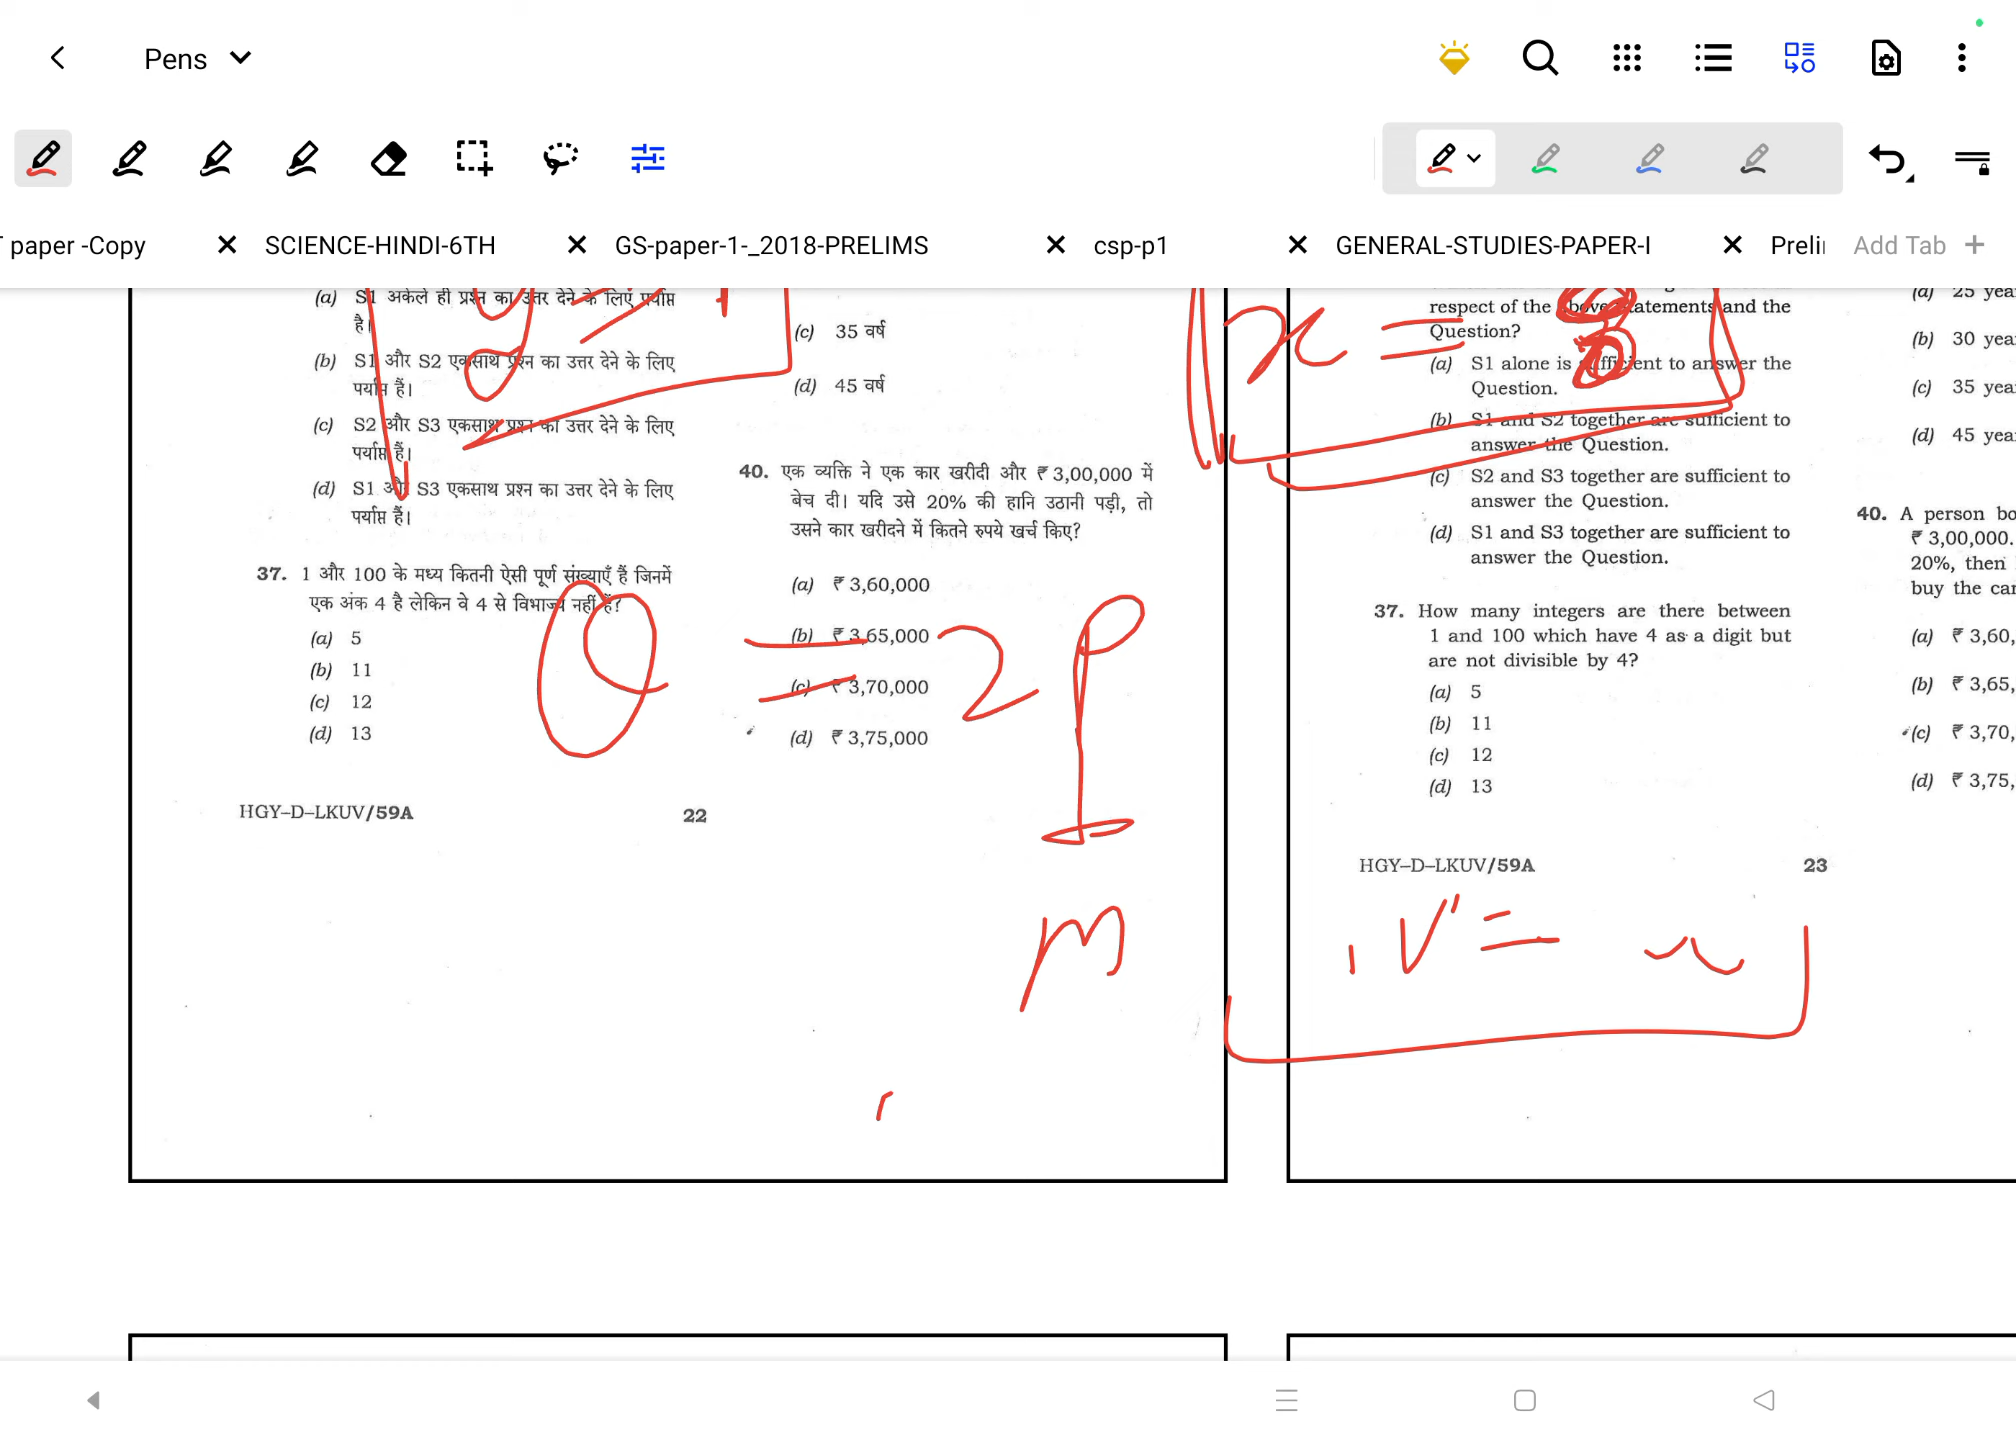 Pens
paper -Copy
SCIENCE-HINDI-6TH
GS-paper-1-_2018-PRELIMS
csp-p1
GENERAL-STUDIES-PAPER-I
Add Tab +
(a) S1 अकेले ही प्रश्न का उत्तर देने के लिए पर्याप्त
है।
(b) S1 और S2 एकसाथ प्रश्न का उत्तर देने के लिए
पर्याप्त हैं।
(c) S2 और S3 एकसाथ प्रश्न का उत्तर देने के लिए
पर्याप्त हैं।
(d) S1 और S3 एकसाथ प्रश्न का उत्तर देने के लिए
पर्याप्त हैं।
37. 1 और 100 के मध्य कितनी ऐसी पूर्ण संख्याएँ हैं जिनमें
एक अंक 4 है लेकिन वे 4 से विभाज्य नहीं हैं?
(a) 5
(b) 11
(c) 12
(d) 13
(c) 35 वर्ष
(d) 45 वर्ष
40. एक व्यक्ति ने एक कार खरीदी और ₹ 3,00,000 में
बेच दी। यदि उसे 20% की हानि उठानी पड़ी, तो
उसने कार खरीदने में कितने रुपये खर्च किए?
(a) ₹ 3,60,000
(b) ₹ 3,65,000
(c) ₹ 3,70,000
(d) ₹ 3,75,000
HGY–D–LKUV/59A
22
x =
respect of the above statements and the
Question?
(a) S1 alone is sufficient to answer the
Question.
(b) S1 and S2 together are sufficient to
answer the Question.
(c) S2 and S3 together are sufficient to
answer the Question.
(d) S1 and S3 together are sufficient to
answer the Question.
37. How many integers are there between
1 and 100 which have 4 as a digit but
are not divisible by 4?
(a) 5
(b) 11
(c) 12
(d) 13
(a) 25
(b) 30
(c) 35
(d) 45
40. A person
₹ 3,00,000.
20%, then
buy the
(a) ₹ 3,60,
(b) ₹ 3,65,
(c) ₹ 3,70,
(d) ₹ 3,75,
HGY–D–LKUV/59A
23